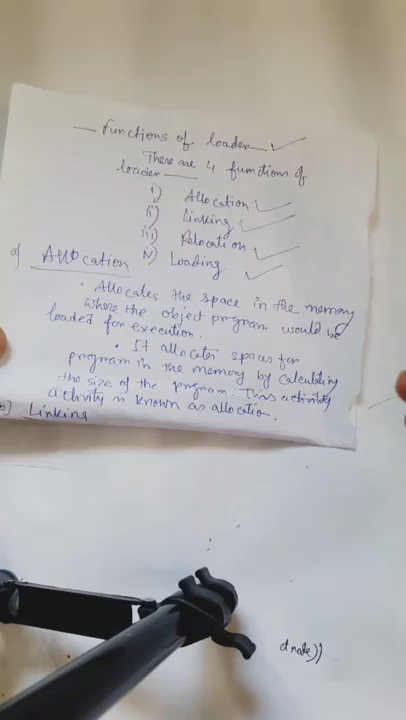 — Functions of loader —
There are 4 functions of
loader —
i) Allocation
ii) Linking
iii) Relocation
iv) Loading
a) Allocation
• Allocates the space in the memory
where the object program would be
loaded for execution.
• It allocates space for
program in the memory by calculating
the size of the program. This activity
activity is known as allocatio.
b) Linking